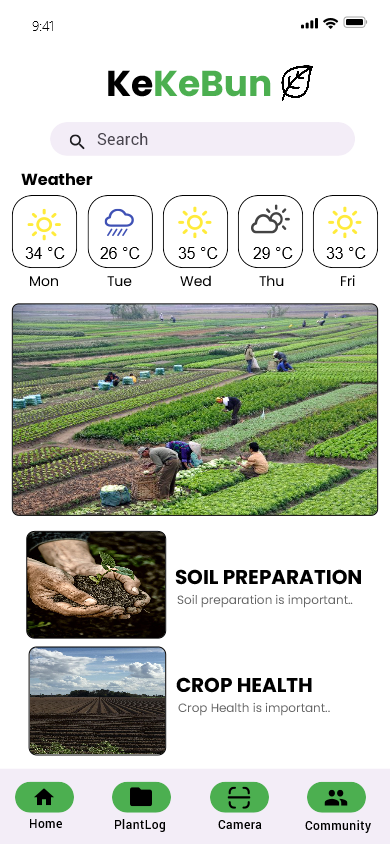 9:41
KeKeBun
Search
Weather
34 °C 26 °C 35 °C 29 °C 33 °C
Mon Tue Wed Thu Fri
SOIL PREPARATION
Soil preparation is important..
CROP HEALTH
Crop Health is important..
Home PlantLog Camera Community